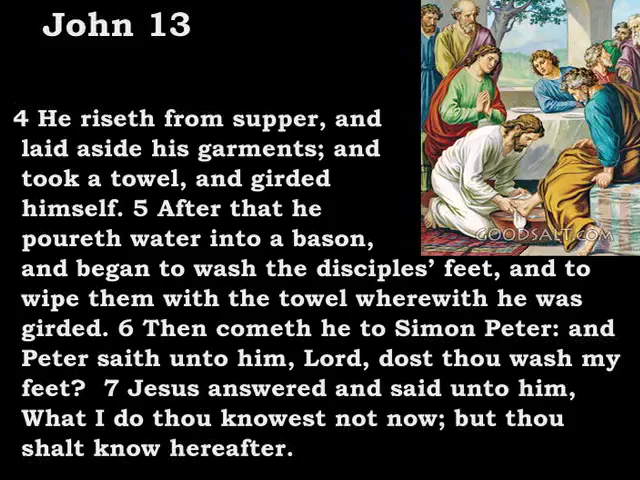 John 13
4 He riseth from supper, and
laid aside his garments; and
took a towel, and girded
himself. 5 After that he
poureth water into a bason,
and began to wash the disciples’ feet, and to
wipe them with the towel wherewith he was
girded. 6 Then cometh he to Simon Peter: and
Peter saith unto him, Lord, dost thou wash my
feet?  7 Jesus answered and said unto him,
What I do thou knowest not now; but thou
shalt know hereafter.
GOODSALT.COM